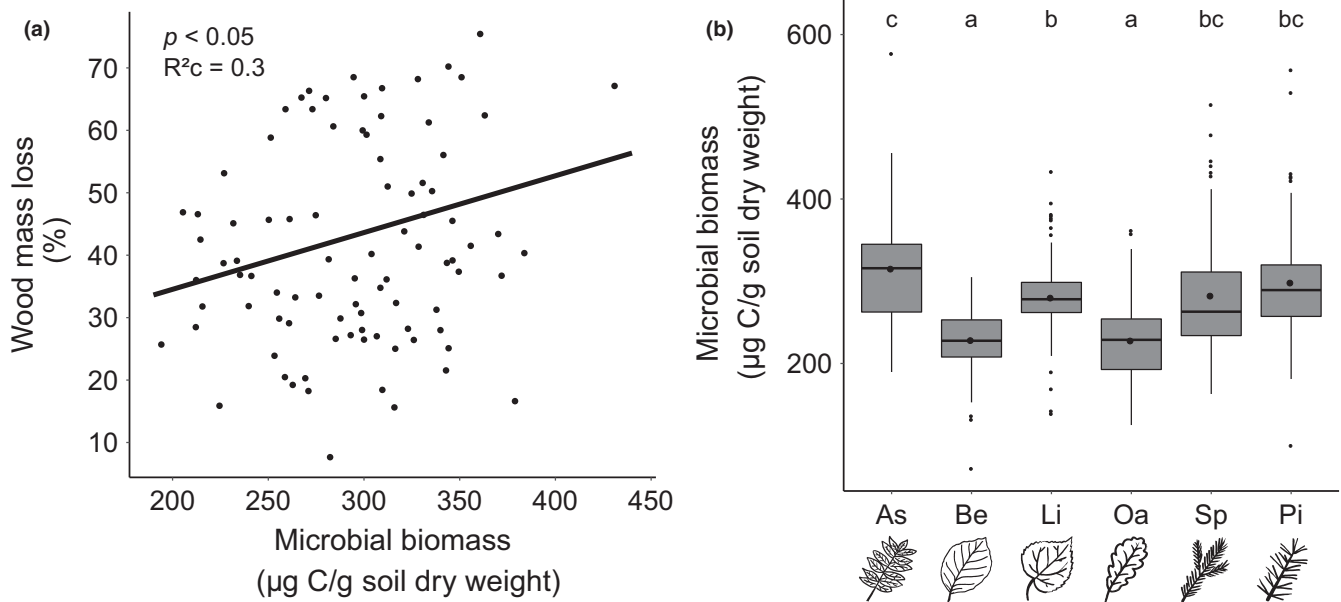 (a)
p < 0.05
R²c = 0.3
70
60
50
40
30
20
10
Wood mass loss
(%)
200 250 300 350 400 450
Microbial biomass
(µg C/g soil dry weight)
(b)
c a b a bc bc
600
400
200
Microbial biomass
(µg C/g soil dry weight)
As Be Li Oa Sp Pi